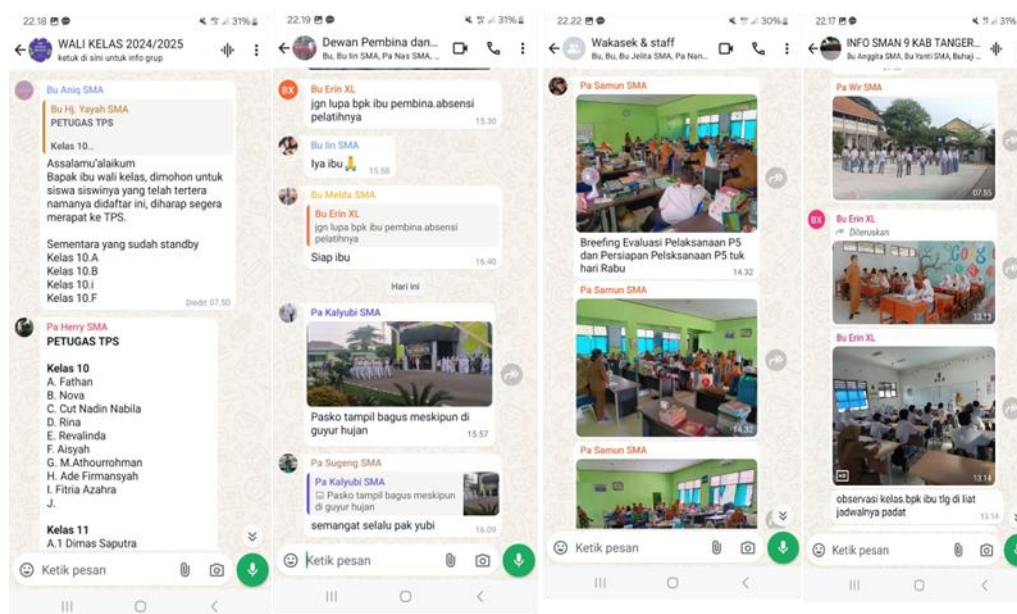 22.18
31%
WALI KELAS 2024/2025
ketuk di sini untuk info grup
Bu Aniq SMA
Bu Hj. Yayah SMA
PETUGAS TPS
Kelas 10...
Assalamu'alaikum
Bapak ibu wali kelas, dimohon untuk
siswa siswinya yang telah tertera
namanya didaftar ini, diharap segera
merapat ke TPS.
Sementara yang sudah standby
Kelas 10.A
Kelas 10.B
Kelas 10.i
Kelas 10.F
Diedit 07.50
Pa Herry SMA
PETUGAS TPS
Kelas 10
A. Fathan
B. Nova
C. Cut Nadin Nabila
D. Rina
E. Revalinda
F. Aisyah
G. M.Athourrohman
H. Ade Firmansyah
I. Fitria Azahra
J.
Kelas 11
A.1 Dimas Saputra
Ketik pesan
22.19
31%
Dewan Pembina dan...
Bu, Bu Iin SMA, Pa Nas SMA, ...
BX
Bu Erin XL
jgn lupa bpk ibu pembina.absensi
pelatihnya
15.30
Bu Iin SMA
Iya ibu🙏
15.58
Bu Melda SMA
Bu Erin XL
jgn lupa bpk ibu pembina.absensi
pelatihnya
Siap ibu
16.40
Hari ini
Pa Kalyubi SMA
Pasko tampil bagus meskipun di
guyur hujan
15.57
Pa Sugeng SMA
Pa Kalyubi SMA
Pasko tampil bagus meskipun
di guyur hujan
semangat selalu pak yubi
16.09
Ketik pesan
22.22
30%
Wakasek & staff
Bu, Bu, Bu Jelita SMA, Pa Nan...
Pa Samun SMA
Breefing Evaluasi Pelaksanaan P5
dan Persiapan Pelsksanaan P5 tuk
hari Rabu
14.32
Pa Samun SMA
14.32
Pa Samun SMA
Ketik pesan
22.17
31%
INFO SMAN 9 KAB TANGER...
Bu Anggita SMA, Bu Yanti SMA, Buhaji ...
Pa Wir SMA
07.55
BX
Bu Erin XL
Diteruskan
13.13
Bu Erin XL
HD
13.14
observasi kelas.bpk ibu tlg di liat
jadwalnya padat
13.14
Ketik pesan